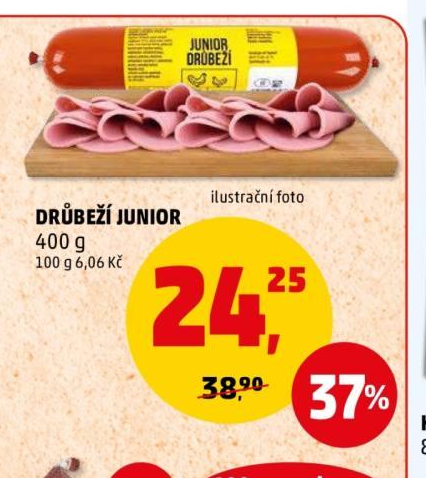 JUNIOR
DRŮBEŽÍ
ilustrační foto
DRŮBEŽÍ JUNIOR
400 g
100 g 6,06 Kč
24,25
38,90
37%